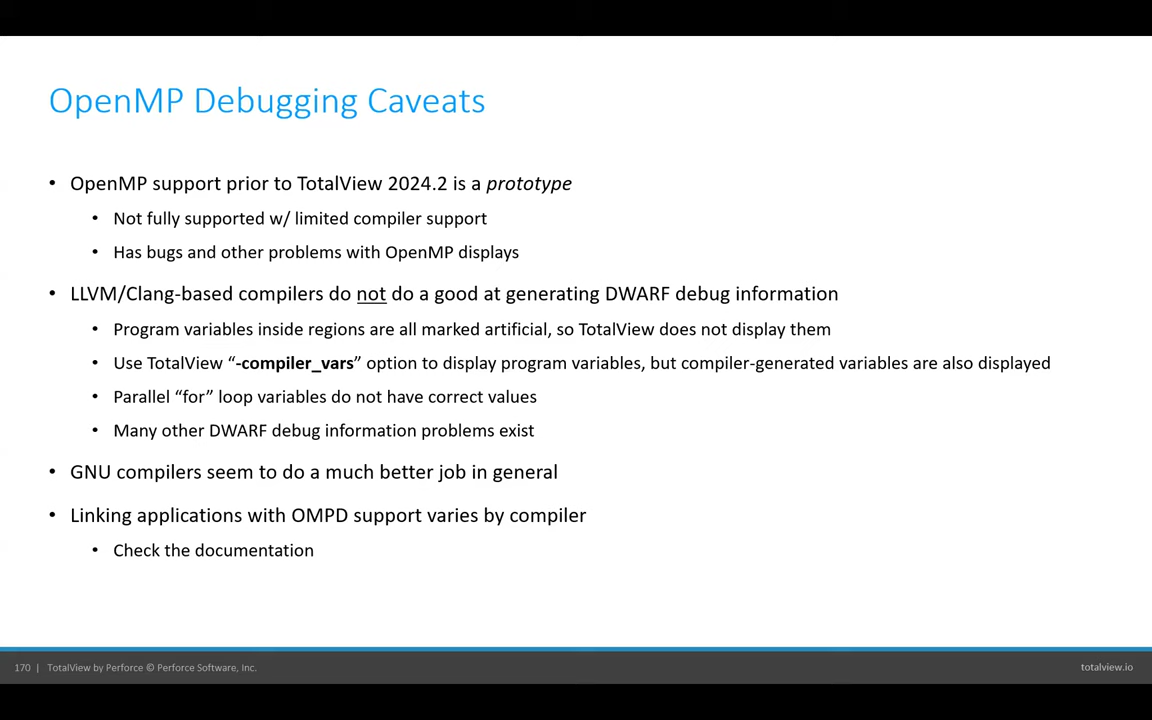 OpenMP Debugging Caveats
• OpenMP support prior to TotalView 2024.2 is a prototype
• Not fully supported w/ limited compiler support
• Has bugs and other problems with OpenMP displays
• LLVM/Clang-based compilers do not do a good at generating DWARF debug information
• Program variables inside regions are all marked artificial, so TotalView does not display them
• Use TotalView “-compiler_vars” option to display program variables, but compiler-generated variables are also displayed
• Parallel “for” loop variables do not have correct values
• Many other DWARF debug information problems exist
• GNU compilers seem to do a much better job in general
• Linking applications with OMPD support varies by compiler
• Check the documentation
170 | TotalView by Perforce © Perforce Software, Inc.
totalview.io